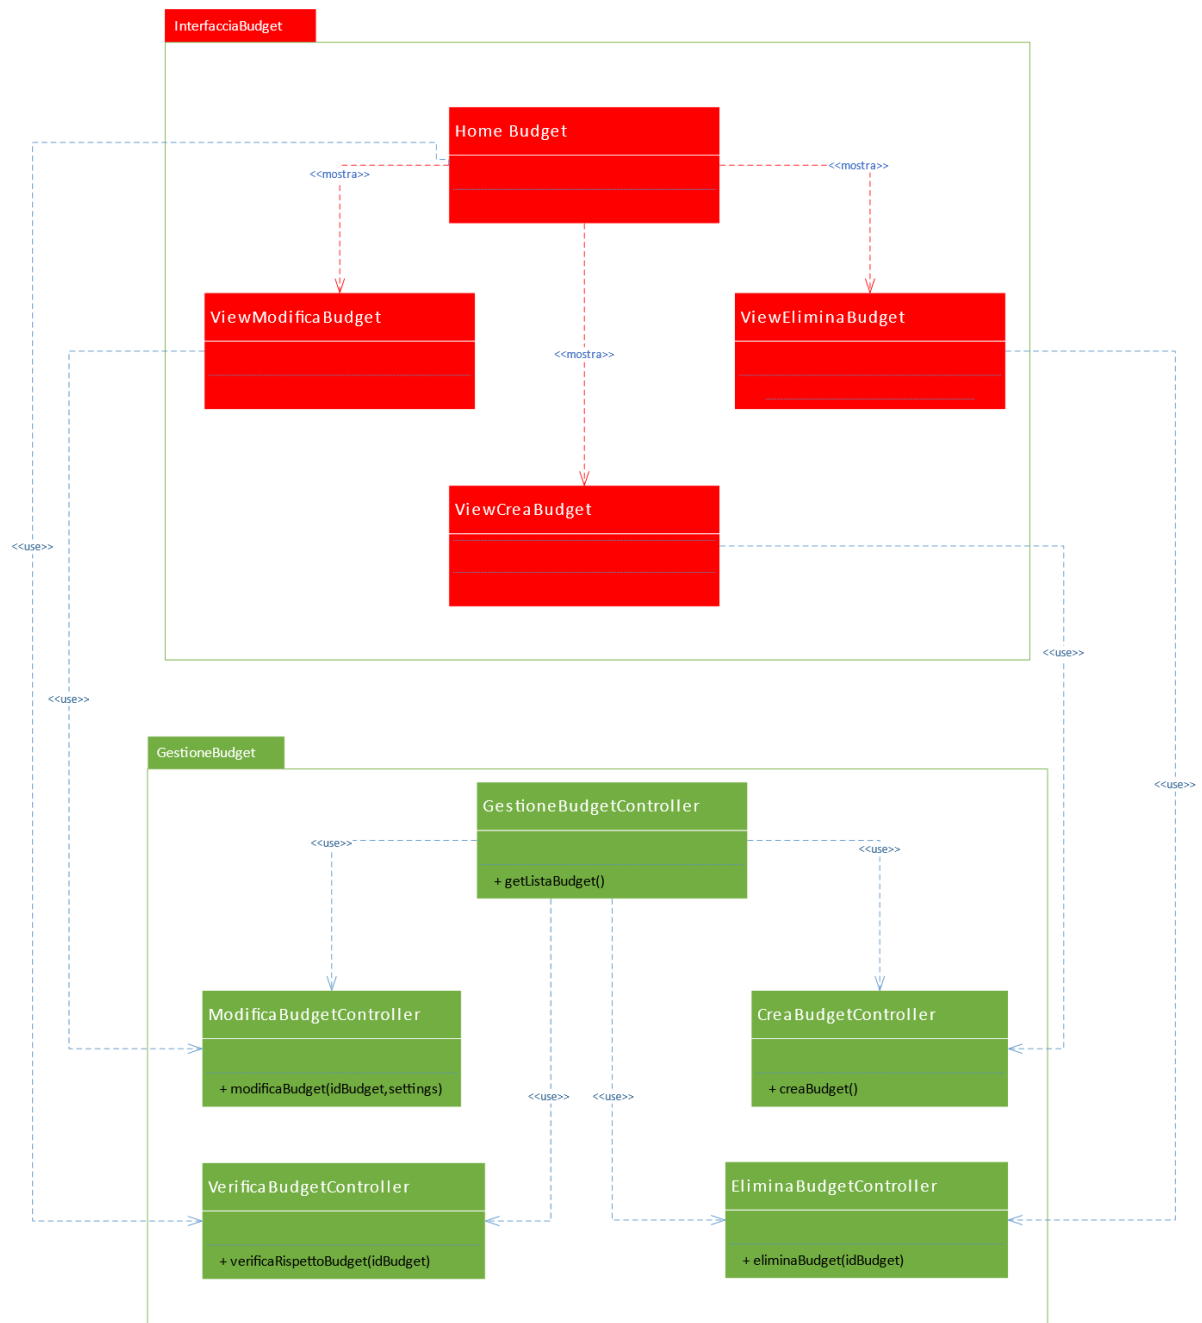 InterfacciaBudget
Home Budget
<<mostra>>
<<mostra>>
ViewModificaBudget
ViewEliminaBudget
<<mostra>>
ViewCreaBudget
<<use>>
<<use>>
<<use>>
GestioneBudget
<<use>>
GestioneBudgetController
<<use>>
<<use>>
+ getListaBudget()
ModificaBudgetController
CreaBudgetController
+ modificaBudget(idBudget,settings)
+ creaBudget()
<<use>>
<<use>>
VerificaBudgetController
EliminaBudgetController
+ verificaRispettoBudget(idBudget)
+ eliminaBudget(idBudget)